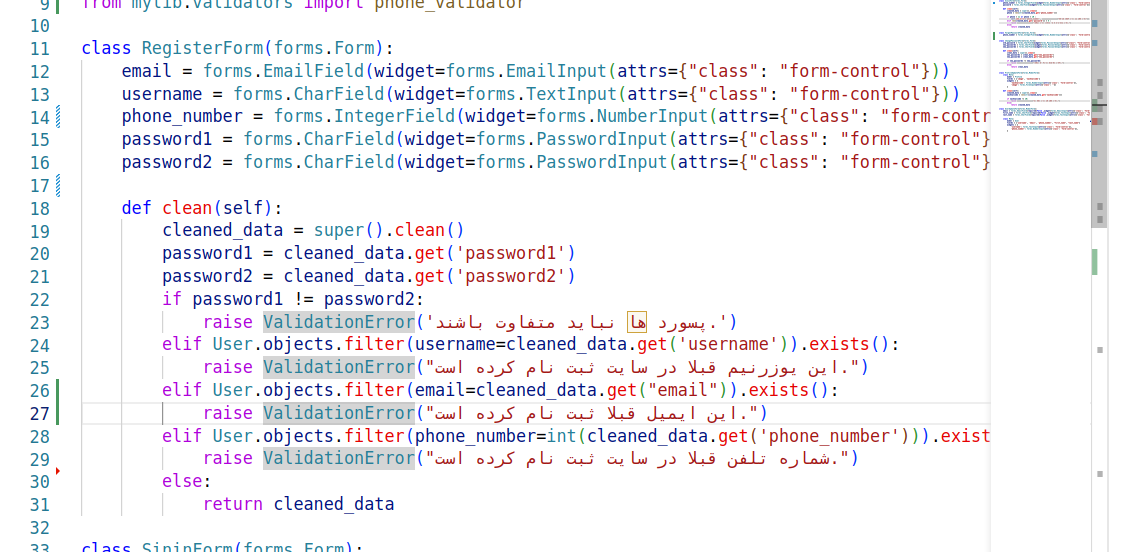 9 from mylib.validators import phone_validator
10
11 class RegisterForm(forms.Form):
12 email = forms.EmailField(widget=forms.EmailInput(attrs={"class": "form-control"}))
13 username = forms.ChrField(widget=forms.TextInput(attrs={"class": "form-control"}))
14 phone_number = forms.IntegerField(widget=forms.NumberInput(attrs={"class": "form-contr
15 password1 = forms.CharField(widget=forms.PasswordInput(attrs={"class": "form-control"}
16 password2 = forms.CharField(widget=forms.PasswordInput(attrs={"class": "form-control"}
17
18 def clean(self):
19 cleaned_data = super().clean()
20 password1 = cleaned_data.get('password1')
21 password2 = cleaned_data.get('password2')
22 if password1 != password2:
23 raise ValidationError('پسورد ها نباید متفاوت باشند.')
24 elif User.objects.filter(username=cleaned_data.get('username')).exists():
25 raise ValidationError("این یوزرنیم قبلا در سایت ثبت نام کرده است.")
26 elif User.objects.filter(email=cleaned_data.get("email")).exists():
27 raise ValidationError("این ایمیل قبلا ثبت نام کرده است.")
28 elif User.objects.filter(phone_number=int(cleaned_data.get('phone_number'))).exist
29 raise ValidationError("شماره تلفن قبلا در سایت ثبت نام کرده است.")
30 else:
31 return cleaned_data
32
33 class SininForm(forms.Form):